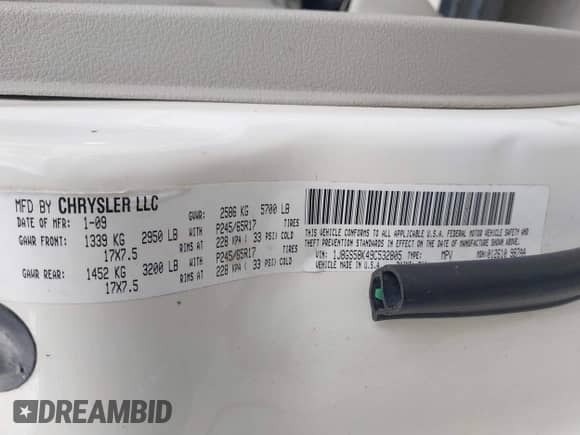 MFD BY CHRYSLER LLC
DATE OF MFR: 1-09
GVWR: 2586 KG 5700 LB
GAWR FRONT: 1339 KG 2950 LB TIRES P245/65R17
17X7.5 RIMS AT 228 KPA ( 33 PSI) COLD
GAWR REAR: 1452 KG 3200 LB TIRES P245/65R17
17X7.5 RIMS AT 228 KPA ( 33 PSI) COLD
THIS VEHICLE CONFORMS TO ALL APPLICABLE U.S.A. FEDERAL MOTOR VEHICLE SAFETY AND
THEFT PREVENTION STANDARDS IN EFFECT ON THE DATE OF MANUFACTURE SHOWN ABOVE.
VIN: 1J8GS58K49C532805 TYPE: MPV MDH:
VEHICLE MADE IN U.S.A.
DREAMBID